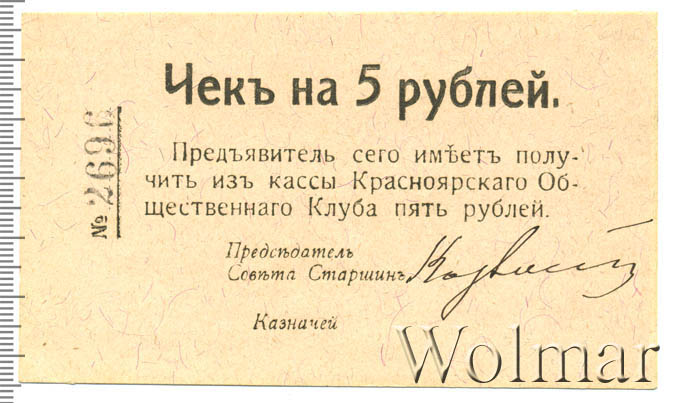 Чекъ на 5 рублей.
№ 2696
Предъявитель сего имѣетъ полу-
чить изъ кассы Красноярскаго Об-
щественнаго Клуба пять рублей.
Предсѣдатель
Совѣта Старшинъ
Казначей
Wolmar